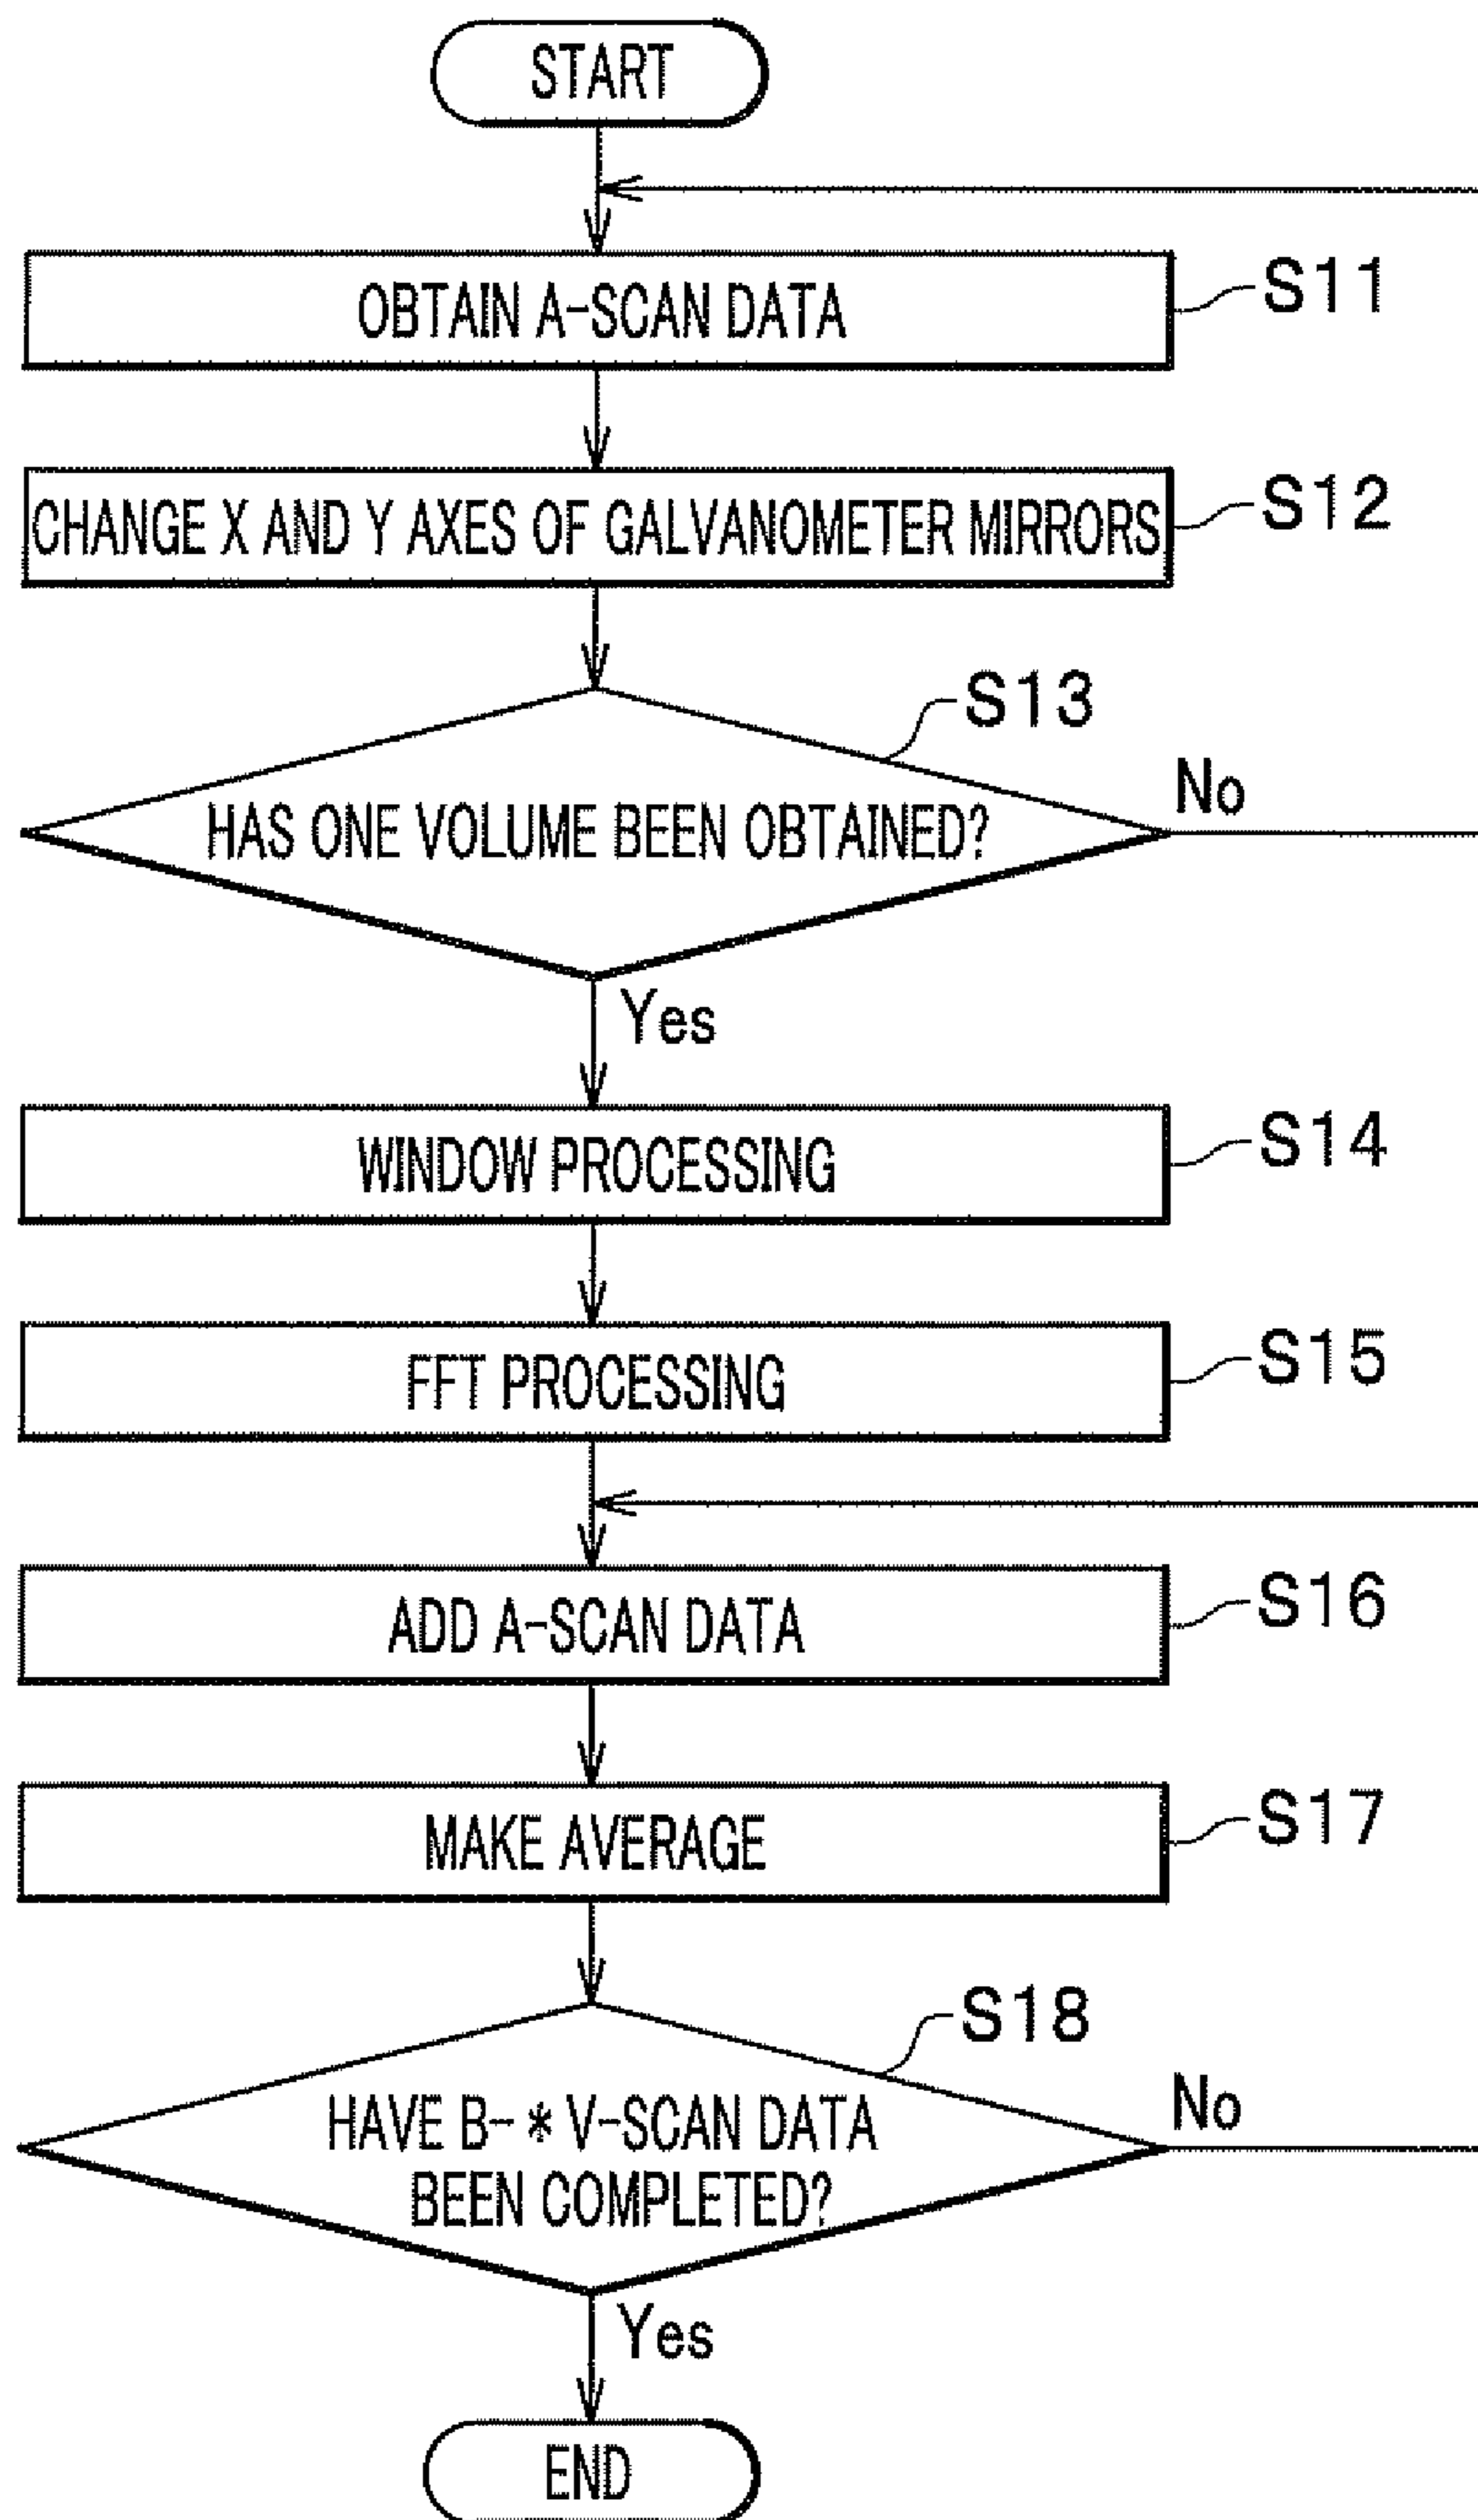 START
OBTAIN A-SCAN DATA
S11
CHANGE X AND Y AXES OF GALVANOMETER MIRRORS
S12
S13
HAS ONE VOLUME BEEN OBTAINED?
No
Yes
WINDOW PROCESSING
S14
FFT PROCESSING
S15
ADD A-SCAN DATA
S16
MAKE AVERAGE
S17
S18
HAVE B- * V-SCAN DATA
BEEN COMPLETED?
No
Yes
END